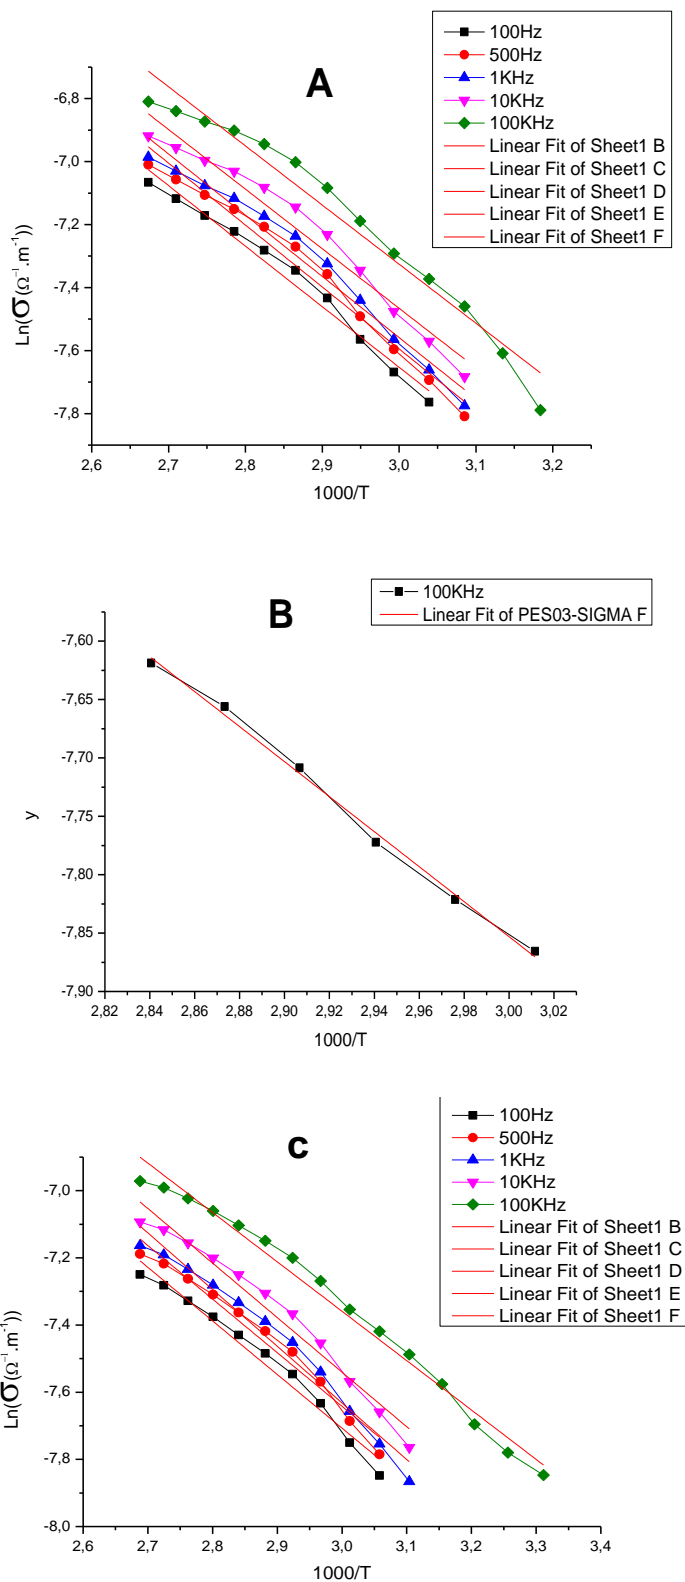 A
100Hz
500Hz
1KHz
10KHz
100KHz
Linear Fit of Sheet1 B
Linear Fit of Sheet1 C
Linear Fit of Sheet1 D
Linear Fit of Sheet1 E
Linear Fit of Sheet1 F
-6,8
-7,0
-7,2
-7,4
-7,6
-7,8
Ln(σ(Ω⁻¹.m⁻¹))
2,6 2,7 2,8 2,9 3,0 3,1 3,2
1000/T
B
100KHz
Linear Fit of PES03-SIGMA F
-7,60
-7,65
-7,70
-7,75
-7,80
-7,85
-7,90
y
2,82 2,84 2,86 2,88 2,90 2,92 2,94 2,96 2,98 3,00 3,02
1000/T
c
100Hz
500Hz
1KHz
10KHz
100KHz
Linear Fit of Sheet1 B
Linear Fit of Sheet1 C
Linear Fit of Sheet1 D
Linear Fit of Sheet1 E
Linear Fit of Sheet1 F
-7,0
-7,2
-7,4
-7,6
-7,8
-8,0
Ln(σ(Ω⁻¹.m⁻¹))
2,6 2,7 2,8 2,9 3,0 3,1 3,2 3,3 3,4
1000/T